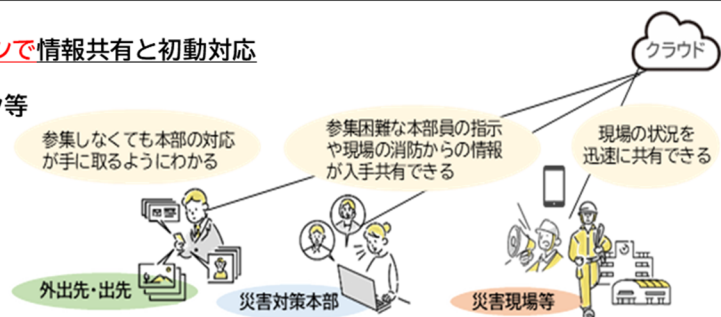 ンで情報共有と初動対応
等
クラウド
参集しなくても本部の対応
が手に取るようにわかる
参集困難な本部員の指示
や現場の消防からの情報
が入手共有できる
現場の状況を
迅速に共有できる
外出先・出先
災害対策本部
災害現場等